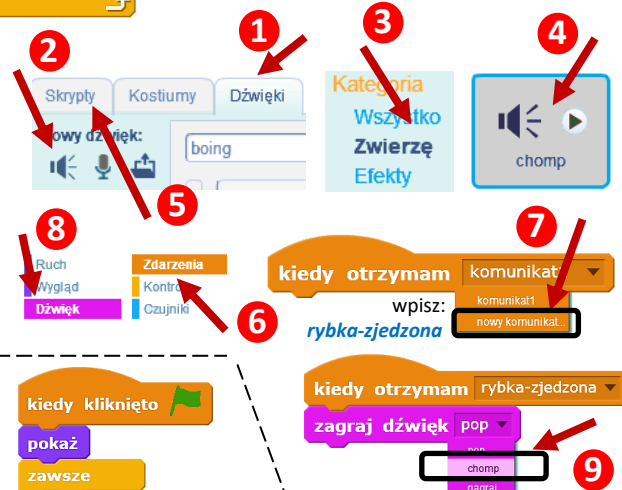 1
2
3
4
Skrypty
Kostiumy
Dźwięki
Nowy dźwięk:
boing
Kategoria
Wszystko
Zwierzę
Efekty
chomp
5
8
7
Ruch
Wygląd
Dźwięk
Zdarzenia
Kontro
Czujniki
6
kiedy otrzymam komunikat
komunikat1
nowy komunikat...
wpisz:
rybka-zjedzona
kiedy kliknięto
pokaż
zawsze
kiedy otrzymam rybka-zjedzona
zagraj dźwięk pop
pop
chomp
nagraj
9